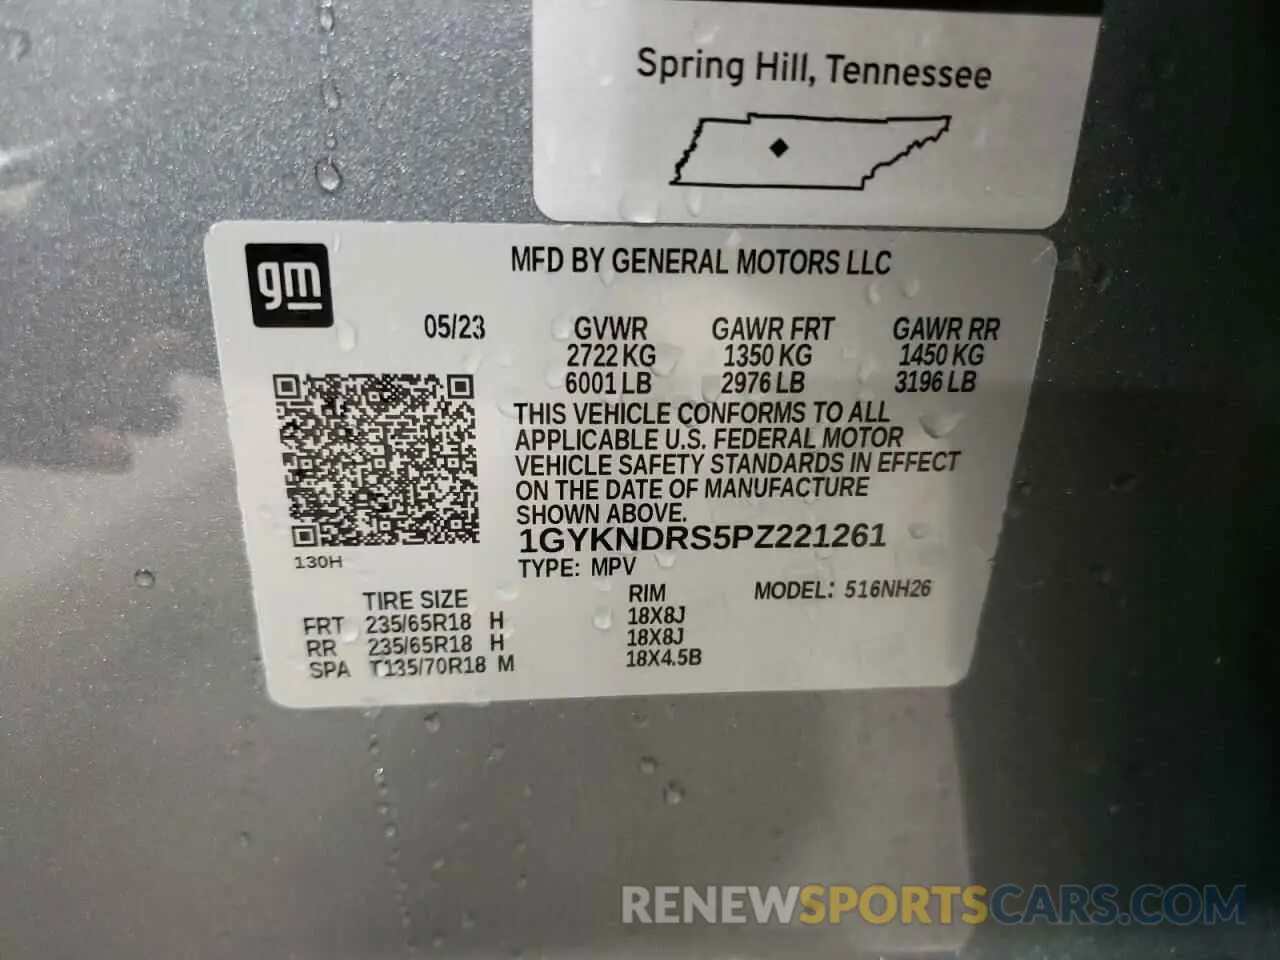 Spring Hill, Tennessee
gm
MFD BY GENERAL MOTORS LLC
05/23 GVWR GAWR FRT GAWR RR
2722 KG 1350 KG 1450 KG
6001 LB 2976 LB 3196 LB
THIS VEHICLE CONFORMS TO ALL
APPLICABLE U.S. FEDERAL MOTOR
VEHICLE SAFETY STANDARDS IN EFFECT
ON THE DATE OF MANUFACTURE
SHOWN ABOVE.
1GYKNDRS5PZ221261
130H
TYPE: MPV
TIRE SIZE RIM MODEL: 516NH26
FRT 235/65R18 H 18X8J
RR 235/65R18 H 18X8J
SPA T135/70R18 M 18X4.5B
RENEWSPORTSCARS.COM